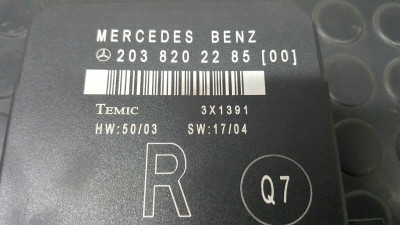 MERCEDES BENZ
203 820 22 85 [00]
TEMIC 3X1391
HW:50/03 SW:17/04
R Q7